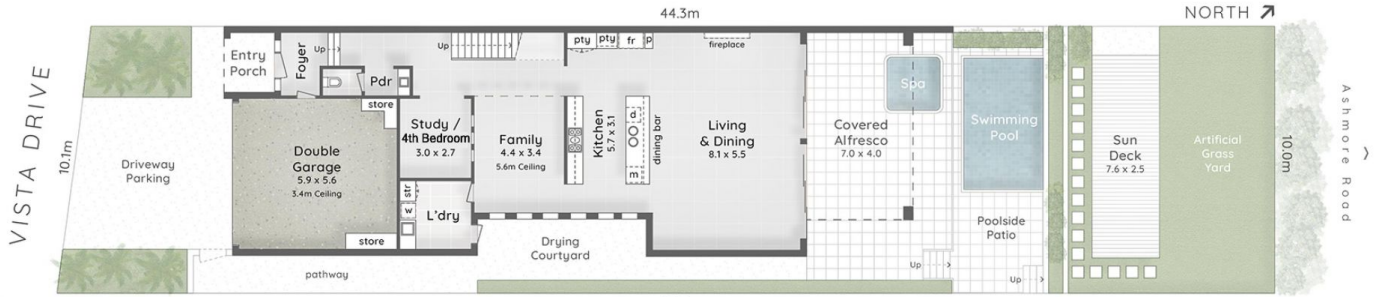 44.3m
NORTH
VISTA DRIVE
10.1m
Driveway
Parking
Entry
Porch
Foyer
Up
Up
Pdr
store
Double
Garage
5.9 x 5.6
3.4m Ceiling
store
Study /
4th Bedroom
3.0 x 2.7
str
w
L'dry
Family
4.4 x 3.4
5.6m Ceiling
pty
pty
fr
p
Kitchen
5.7 x 3.1
d
m
dining bar
fireplace
Living
& Dining
8.1 x 5.5
Drying
Courtyard
pathway
Covered
Alfresco
7.0 x 4.0
Spa
Swimming
Pool
Poolside
Patio
Up
Up
Sun
Deck
7.6 x 2.5
Artificial
Grass
Yard
10.0m
Ashmore Road